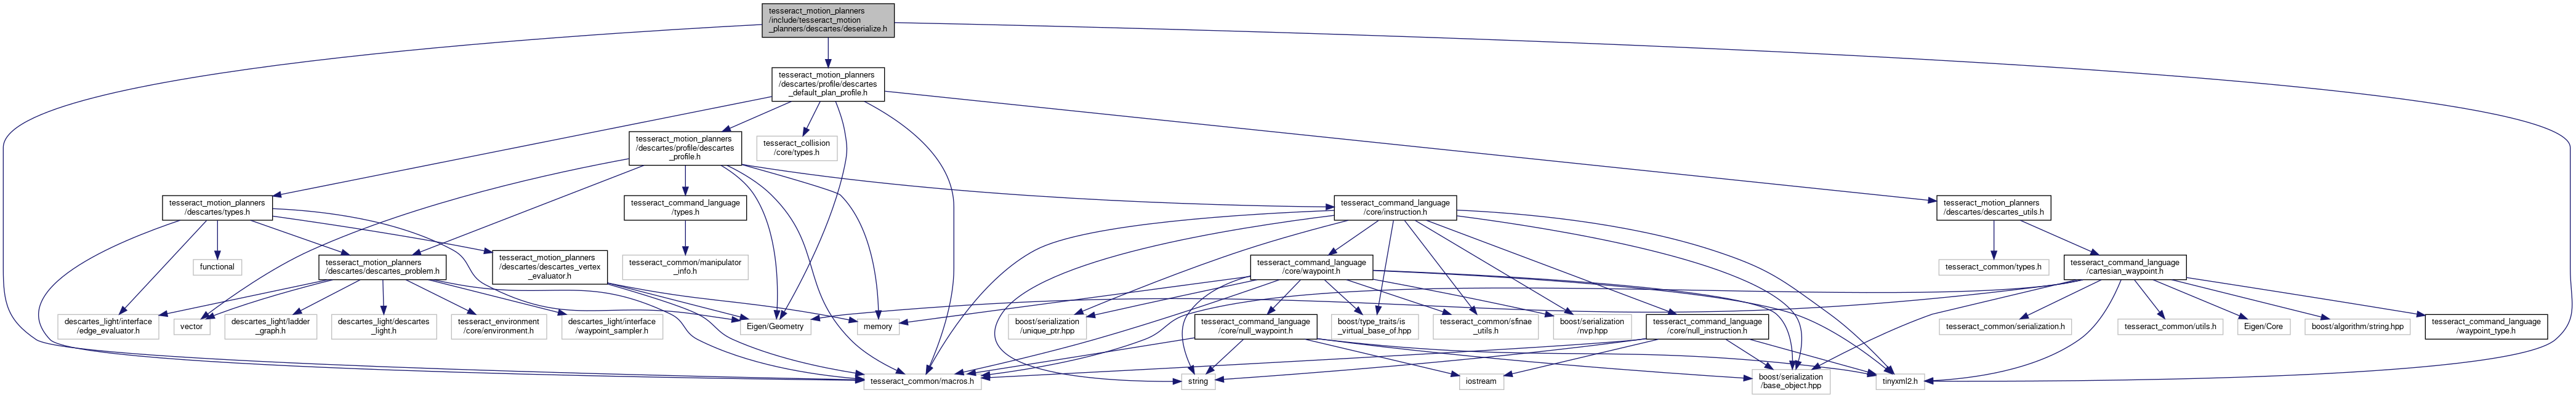 tesseract_motion_planners
/include/tesseract_motion
_planners/descartes/deserialize.h
tesseract_motion_planners
/descartes/profile/descartes
_default_plan_profile.h
tesseract_motion_planners
/descartes/profile/descartes
_profile.h
tesseract_collision
/core/types.h
tesseract_motion_planners
/descartes/types.h
tesseract_command_language
/types.h
tesseract_command_language
/core/instruction.h
tesseract_motion_planners
/descartes/descartes_utils.h
functional
tesseract_motion_planners
/descartes/descartes_problem.h
tesseract_motion_planners
/descartes/descartes_vertex
_evaluator.h
tesseract_common/manipulator
_info.h
tesseract_command_language
/core/waypoint.h
tesseract_common/types.h
tesseract_command_language
/cartesian_waypoint.h
descartes_light/interface
/edge_evaluator.h
vector
descartes_light/ladder
_graph.h
descartes_light/descartes
_light.h
tesseract_environment
/core/environment.h
descartes_light/interface
/waypoint_sampler.h
Eigen/Geometry
memory
boost/serialization
/unique_ptr.hpp
tesseract_command_language
/core/null_waypoint.h
boost/type_traits/is
_virtual_base_of.hpp
tesseract_common/sfinae
_utils.h
boost/serialization
/nvp.hpp
tesseract_command_language
/core/null_instruction.h
tesseract_common/serialization.h
tesseract_common/utils.h
Eigen/Core
boost/algorithm/string.hpp
tesseract_command_language
/waypoint_type.h
tesseract_common/macros.h
string
iostream
boost/serialization
/base_object.hpp
tinyxml2.h